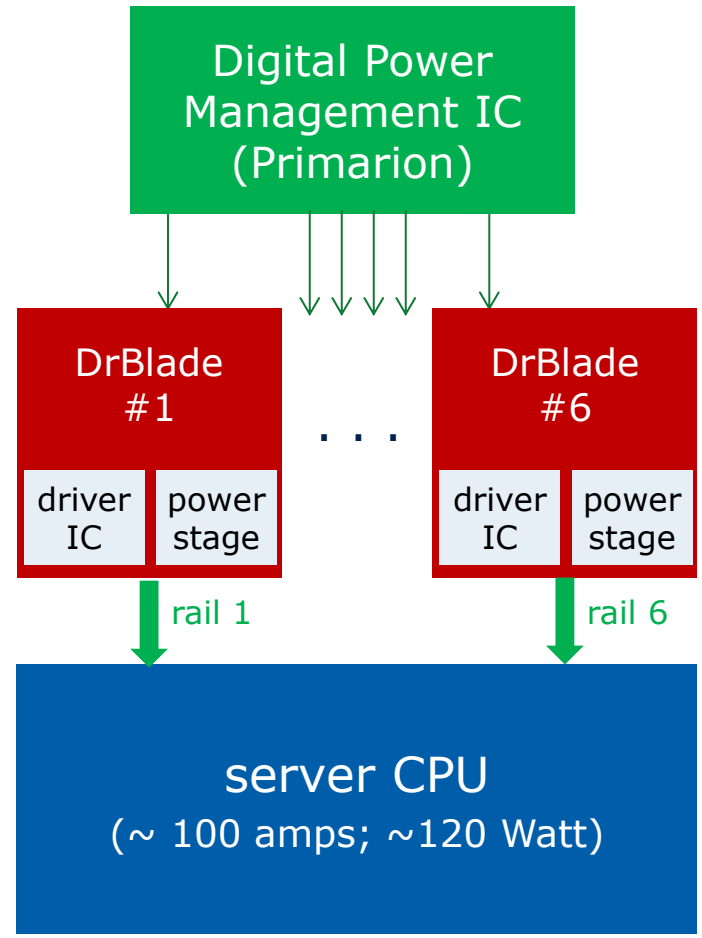 Digital Power
Management IC
(Primarion)
DrBlade
#1
driver
IC
power
stage
. . .
DrBlade
#6
driver
IC
power
stage
rail 1
rail 6
server CPU
(~ 100 amps; ~120 Watt)